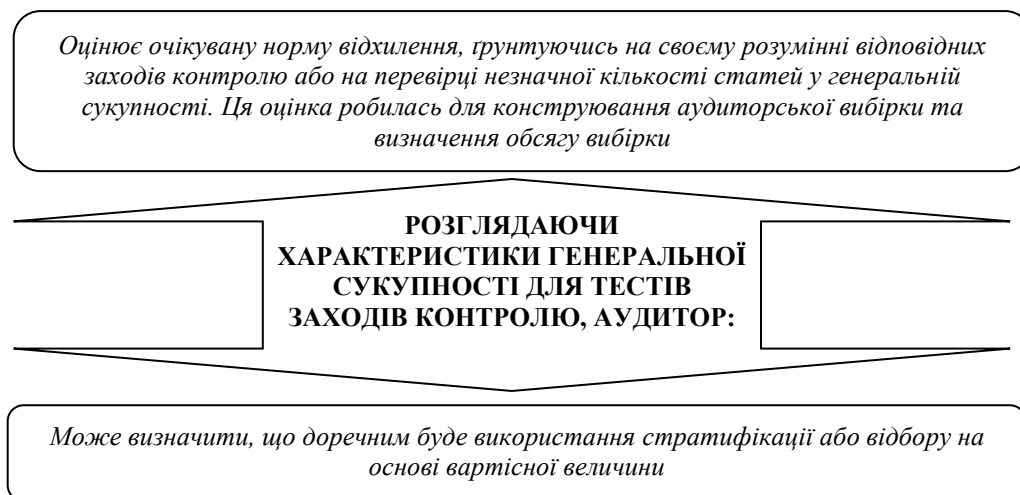 Оцінює очікувану норму відхилення, ґрунтуючись на своєму розумінні відповідних
заходів контролю або на перевірці незначної кількості статей у генеральній
сукупності. Ця оцінка робилась для конструювання аудиторської вибірки та
визначення обсягу вибірки
РОЗГЛЯДАЮЧИ
ХАРАКТЕРИСТИКИ ГЕНЕРАЛЬНОЇ
СУКУПНОСТІ ДЛЯ ТЕСТІВ
ЗАХОДІВ КОНТРОЛЮ, АУДИТОР:
Може визначити, що доречним буде використання стратифікації або відбору на
основі вартісної величини